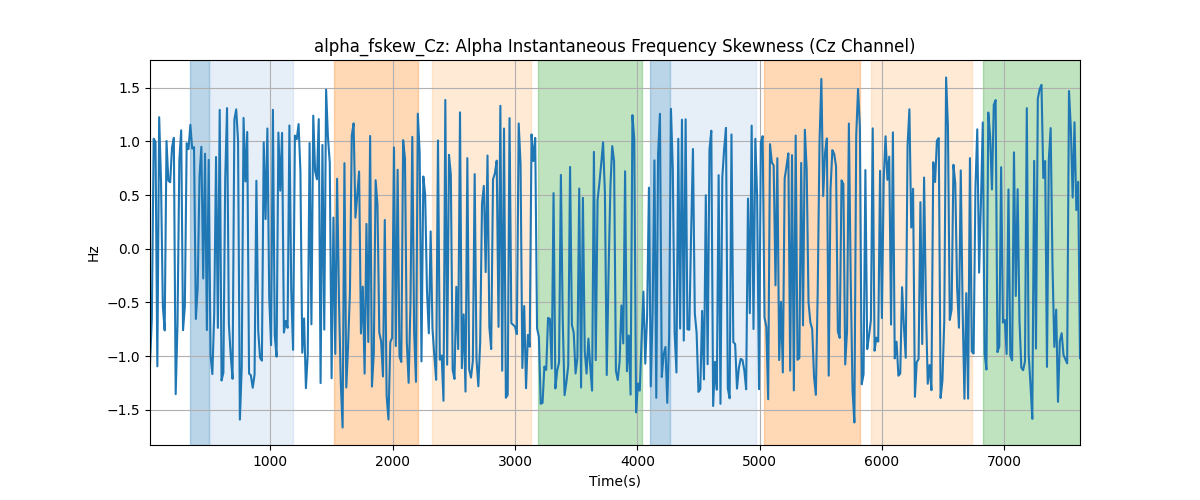 alpha_fskew_Cz: Alpha Instantaneous Frequency Skewness (Cz Channel)
1.5
1.0
0.5
0.0
−0.5
−1.0
−1.5
Hz
1000 2000 3000 4000 5000 6000 7000
Time(s)